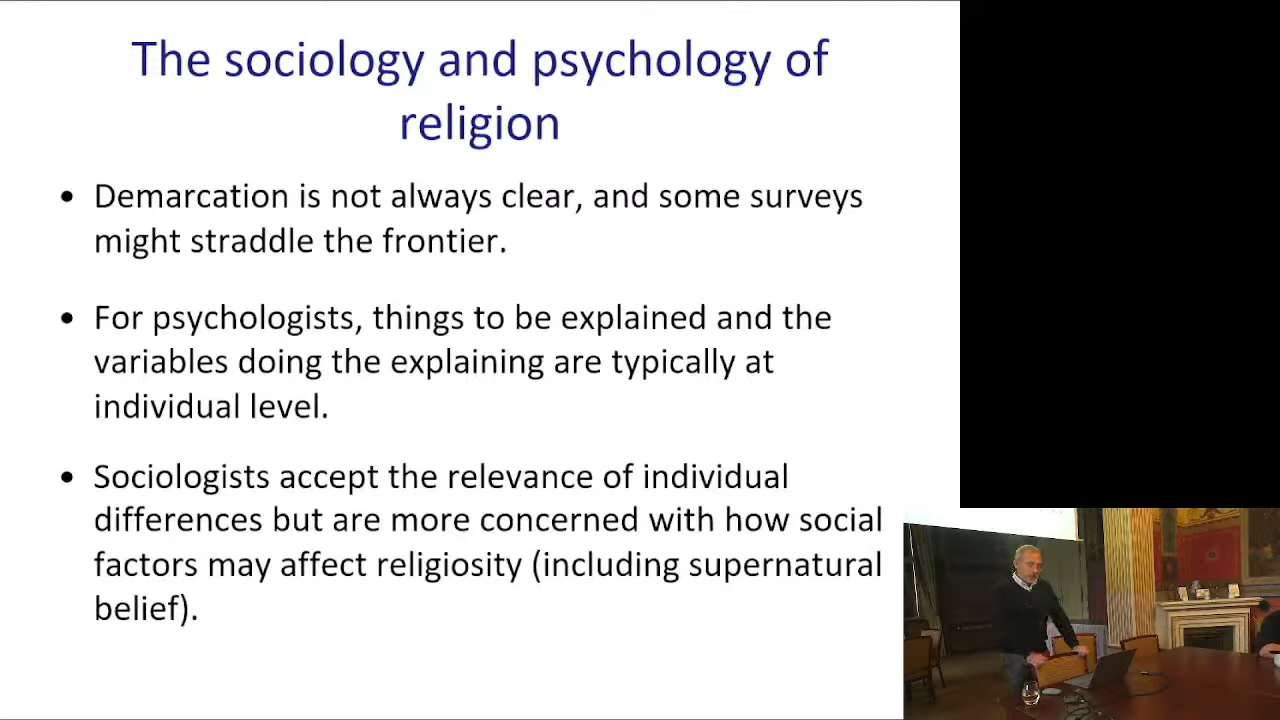 The sociology and psychology of
religion
• Demarcation is not always clear, and some surveys
might straddle the frontier.
• For psychologists, things to be explained and the
variables doing the explaining are typically at
individual level.
• Sociologists accept the relevance of individual
differences but are more concerned with how social
factors may affect religiosity (including supernatural
belief).